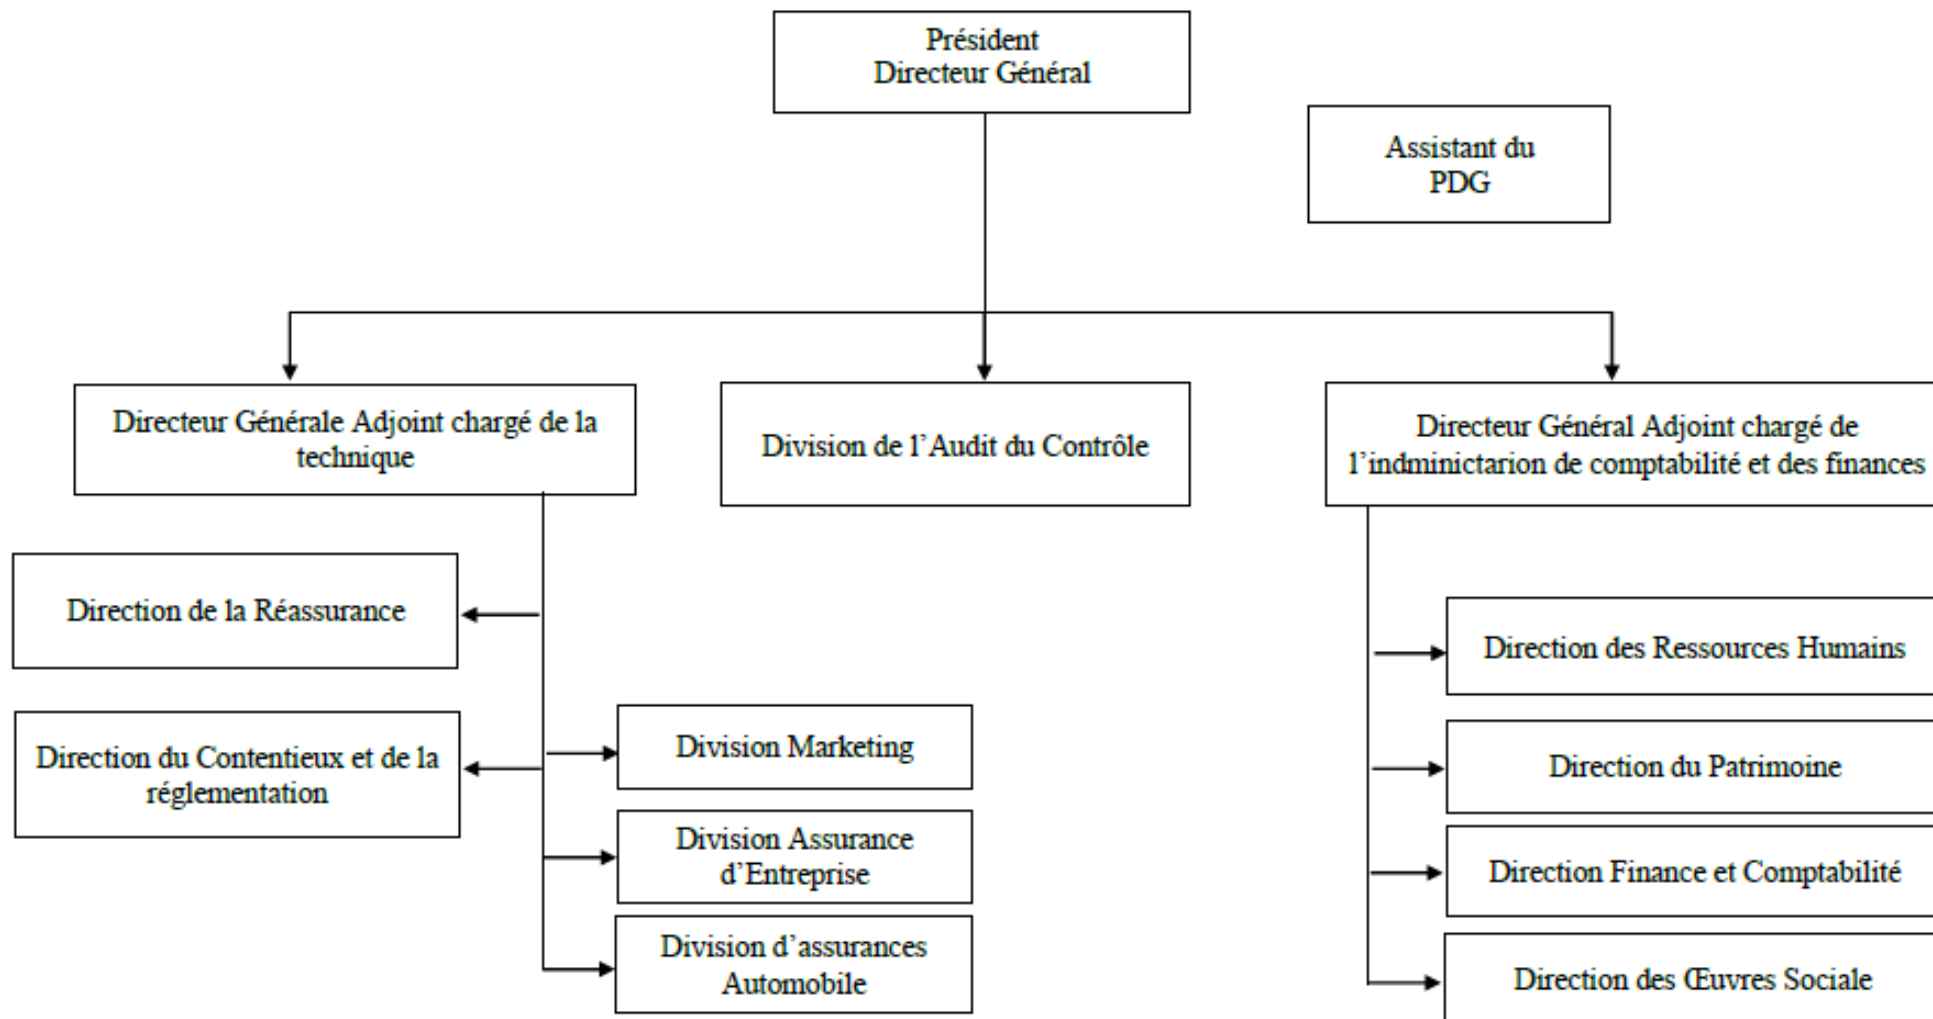 Président
Directeur Général
Assistant du
PDG
Directeur Générale Adjoint chargé de la
technique
Division de l’Audit du Contrôle
Directeur Général Adjoint chargé de
l’indminictarion de comptabilité et des finances
Direction de la Réassurance
Direction du Contentieux et de la
réglementation
Division Marketing
Division Assurance
d’Entreprise
Division d’assurances
Automobile
Direction des Ressources Humains
Direction du Patrimoine
Direction Finance et Comptabilité
Direction des Œuvres Sociale